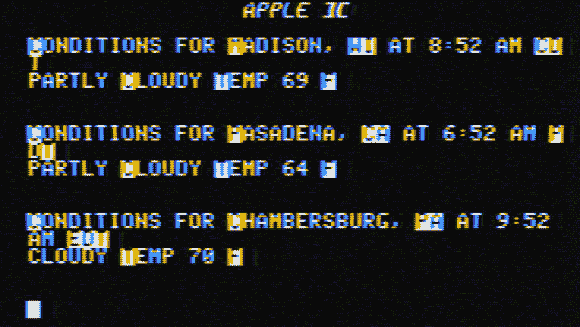 APPLE ][
CONDITIONS FOR MADISON, WI AT 8:52 AM CD
T
PARTLY CLOUDY TEMP 69 F
CONDITIONS FOR PASADENA, CA AT 6:52 AM P
DT
PARTLY CLOUDY TEMP 64 F
CONDITIONS FOR CHAMBERSBURG, PA AT 9:52
AM EDT
CLOUDY TEMP 70 F